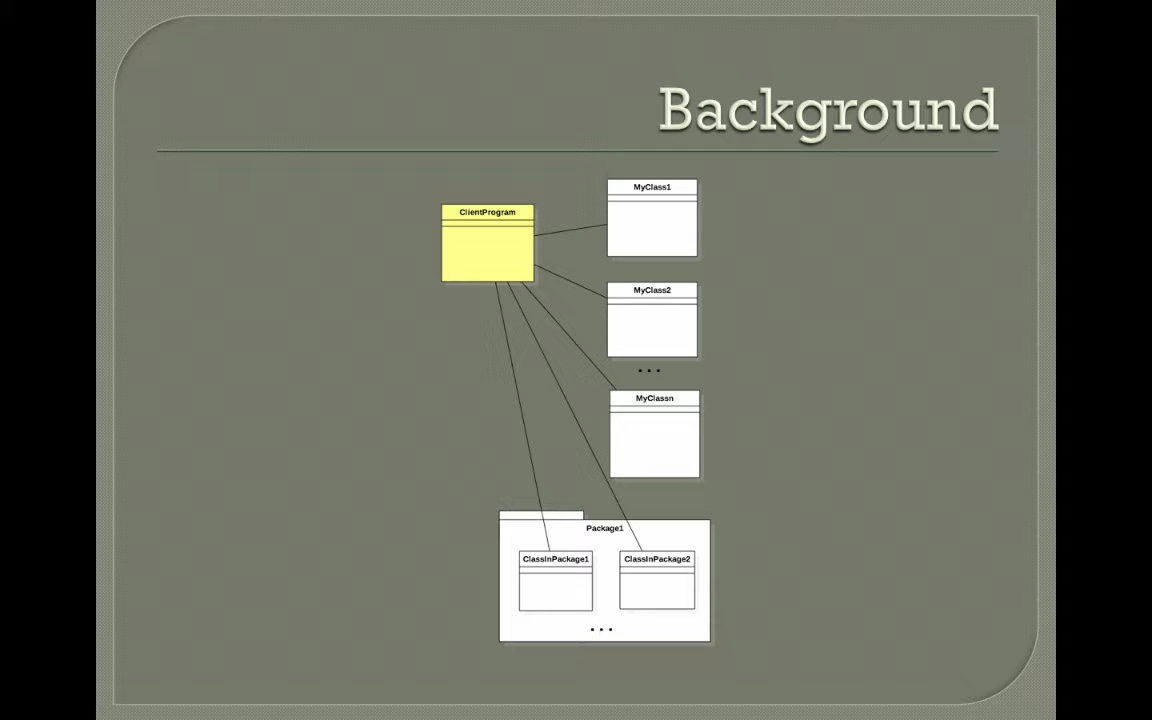 Background
ClientProgram
MyClass1
MyClass2
...
MyClassn
Package1
ClassInPackage1
ClassInPackage2
...